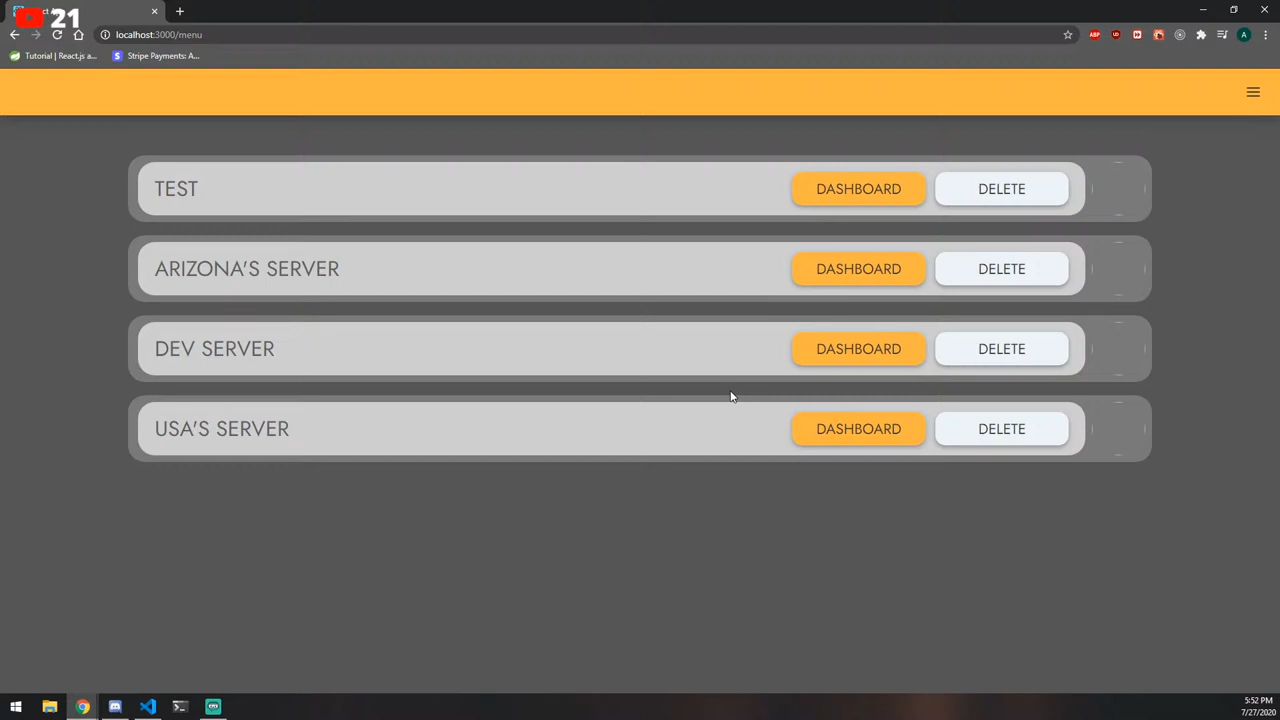 21
localhost:3000/menu
Tutorial | React.js a...
Stripe Payments: A...
TEST DASHBOARD DELETE
ARIZONA'S SERVER DASHBOARD DELETE
DEV SERVER DASHBOARD DELETE
USA'S SERVER DASHBOARD DELETE
5:52 PM
7/27/2020